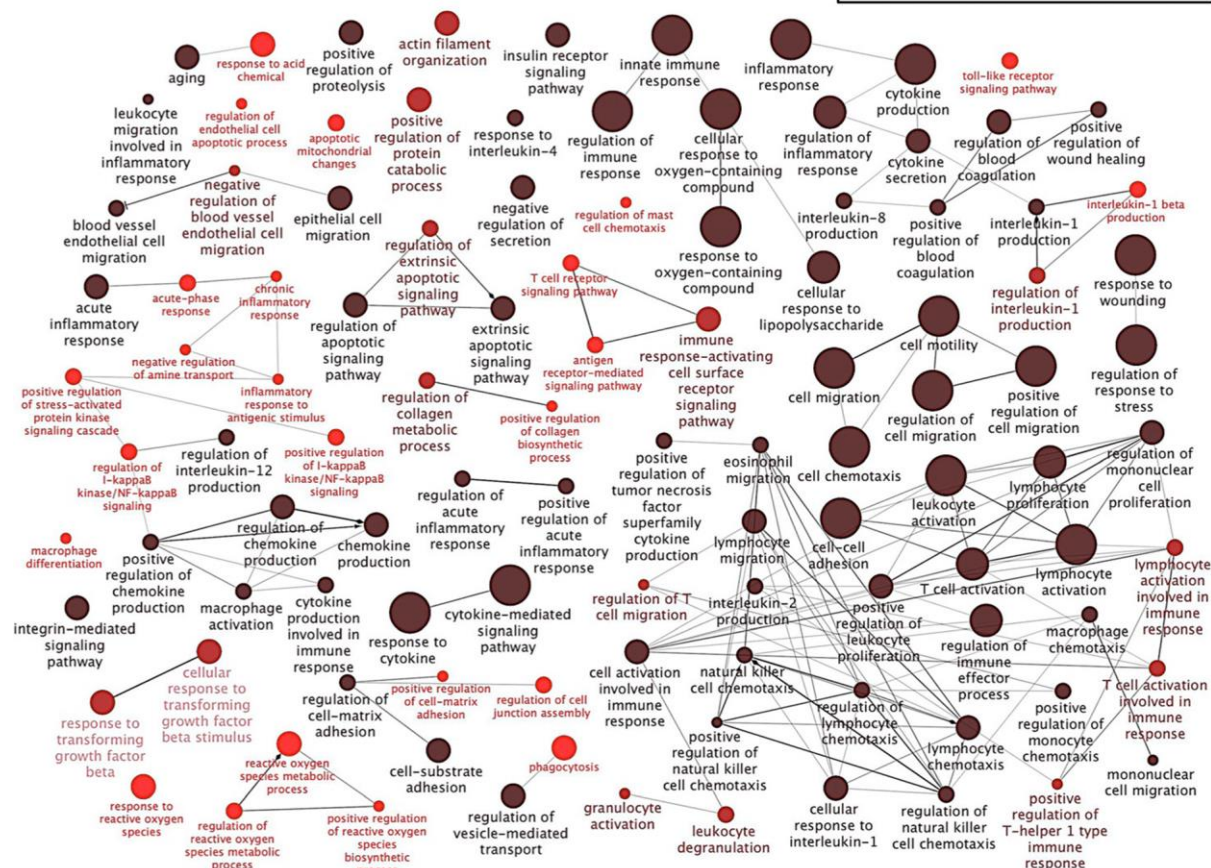 aging
response to acid
chemical
positive
regulation of
proteolysis
actin filament
organization
insulin receptor
signaling
pathway
innate immune
response
inflammatory
response
cytokine
production
toll-like receptor
signaling pathway
leukocyte
migration
involved in
inflammatory
response
regulation of
endothelial cell
apoptotic process
apoptotic
mitochondrial
changes
positive
regulation of
protein
catabolic
process
response to
interleukin-4
regulation of
immune
response
cellular
response to
oxygen-containing
compound
regulation of
inflammatory
response
cytokine
secretion
regulation of
blood
coagulation
positive
regulation of
wound healing
blood vessel
endothelial cell
migration
negative
regulation of
blood vessel
endothelial cell
migration
epithelial cell
migration
negative
regulation of
secretion
regulation of mast
cell chemotaxis
response to
oxygen-containing
compound
interleukin-8
production
positive
regulation of
blood
coagulation
interleukin-1
production
interleukin-1 beta
production
acute
inflammatory
response
acute-phase
response
chronic
inflammatory
response
regulation of
extrinsic
apoptotic
signaling
pathway
regulation of
apoptotic
signaling
pathway
extrinsic
apoptotic
signaling
pathway
T cell receptor
signaling pathway
antigen
receptor-mediated
signaling pathway
immune
response-activating
cell surface
receptor
signaling
pathway
cellular
response to
lipopolysaccharide
regulation of
interleukin-1
production
response to
wounding
negative regulation
of amine transport
positive regulation
of stress-activated
protein kinase
signaling cascade
inflammatory
response to
antigenic stimulus
regulation of
collagen
metabolic
process
positive
regulation of
collagen
biosynthetic
process
cell motility
cell migration
regulation of
cell migration
positive
regulation of
cell migration
regulation of
response to
stress
regulation of
I-kappaB
kinase/NF-kappaB
signaling
regulation of
interleukin-12
production
positive
regulation of
I-kappaB
kinase/NF-kappaB
signaling
regulation of
acute
inflammatory
response
positive
regulation of
acute
inflammatory
response
positive
regulation of
tumor necrosis
factor
superfamily
cytokine
production
eosinophil
migration
cell chemotaxis
leukocyte
activation
lymphocyte
proliferation
regulation of
mononuclear
cell
proliferation
macrophage
differentiation
positive
regulation of
chemokine
production
regulation of
chemokine
production
chemokine
production
lymphocyte
migration
cell-cell
adhesion
T cell activation
lymphocyte
activation
lymphocyte
activation
involved in
immune
response
integrin-mediated
signaling
pathway
macrophage
activation
cytokine
production
involved in
immune
response
response to
cytokine
cytokine-mediated
signaling
pathway
regulation of T
cell migration
interleukin-2
production
positive
regulation of
leukocyte
proliferation
regulation of
immune
effector
process
macrophage
chemotaxis
cellular
response to
transforming
growth factor
beta stimulus
response to
transforming
growth factor
beta
regulation of
cell-matrix
adhesion
positive regulation
of cell-matrix
adhesion
regulation of cell
junction assembly
cell activation
involved in
immune
response
natural killer
cell chemotaxis
regulation of
lymphocyte
chemotaxis
positive
regulation of
monocyte
chemotaxis
T cell activation
involved in
immune
response
reactive oxygen
species metabolic
process
cell-substrate
adhesion
phagocytosis
positive
regulation of
natural killer
cell chemotaxis
lymphocyte
chemotaxis
mononuclear
cell migration
response to
reactive oxygen
species
regulation of
reactive oxygen
species metabolic
process
positive
regulation of
reactive oxygen
species
biosynthetic
regulation of
vesicle-mediated
transport
granulocyte
activation
leukocyte
degranulation
cellular
response to
interleukin-1
regulation of
natural killer
cell chemotaxis
positive
regulation of
T-helper 1 type
immune
response